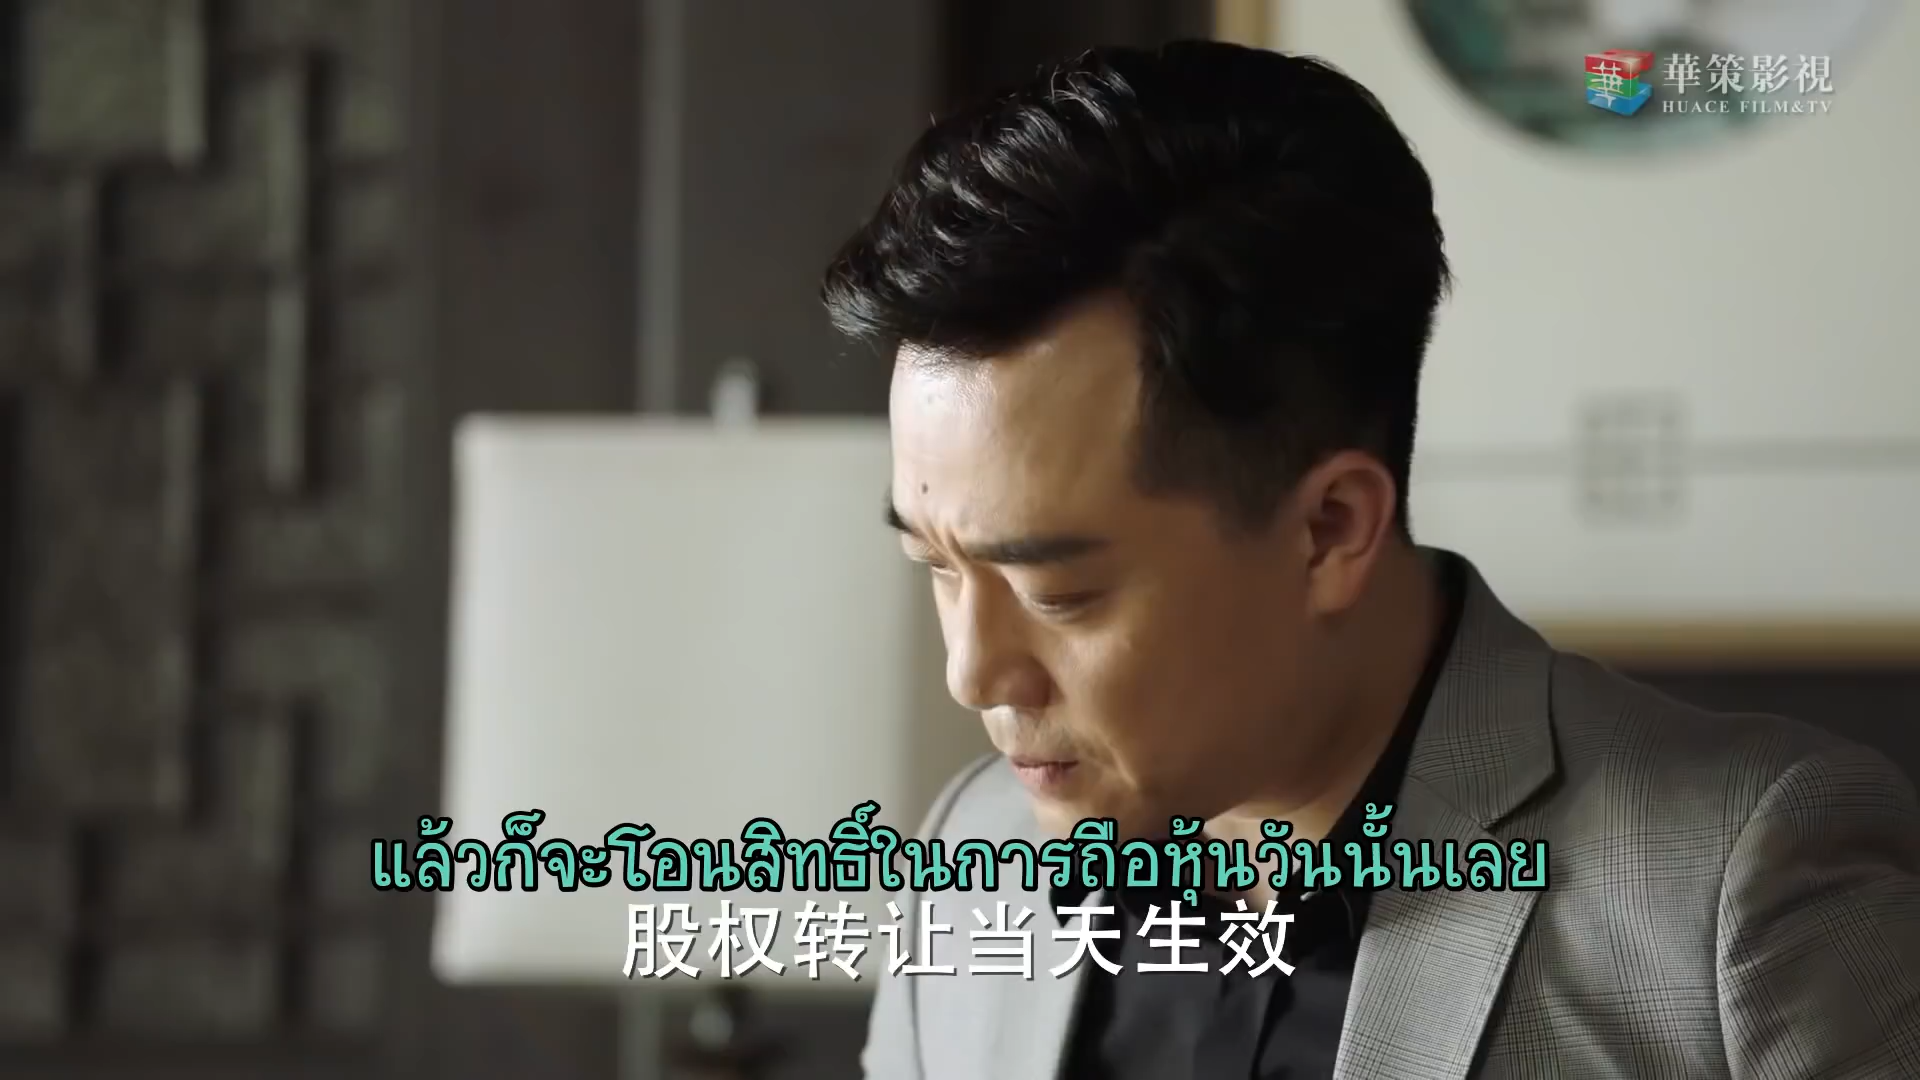 華策影視
HUACE FILM&TV
แล้วก็จะโอนสิทธิ์ในการถือหุ้นวันนั้นเลย
股权转让当天生效